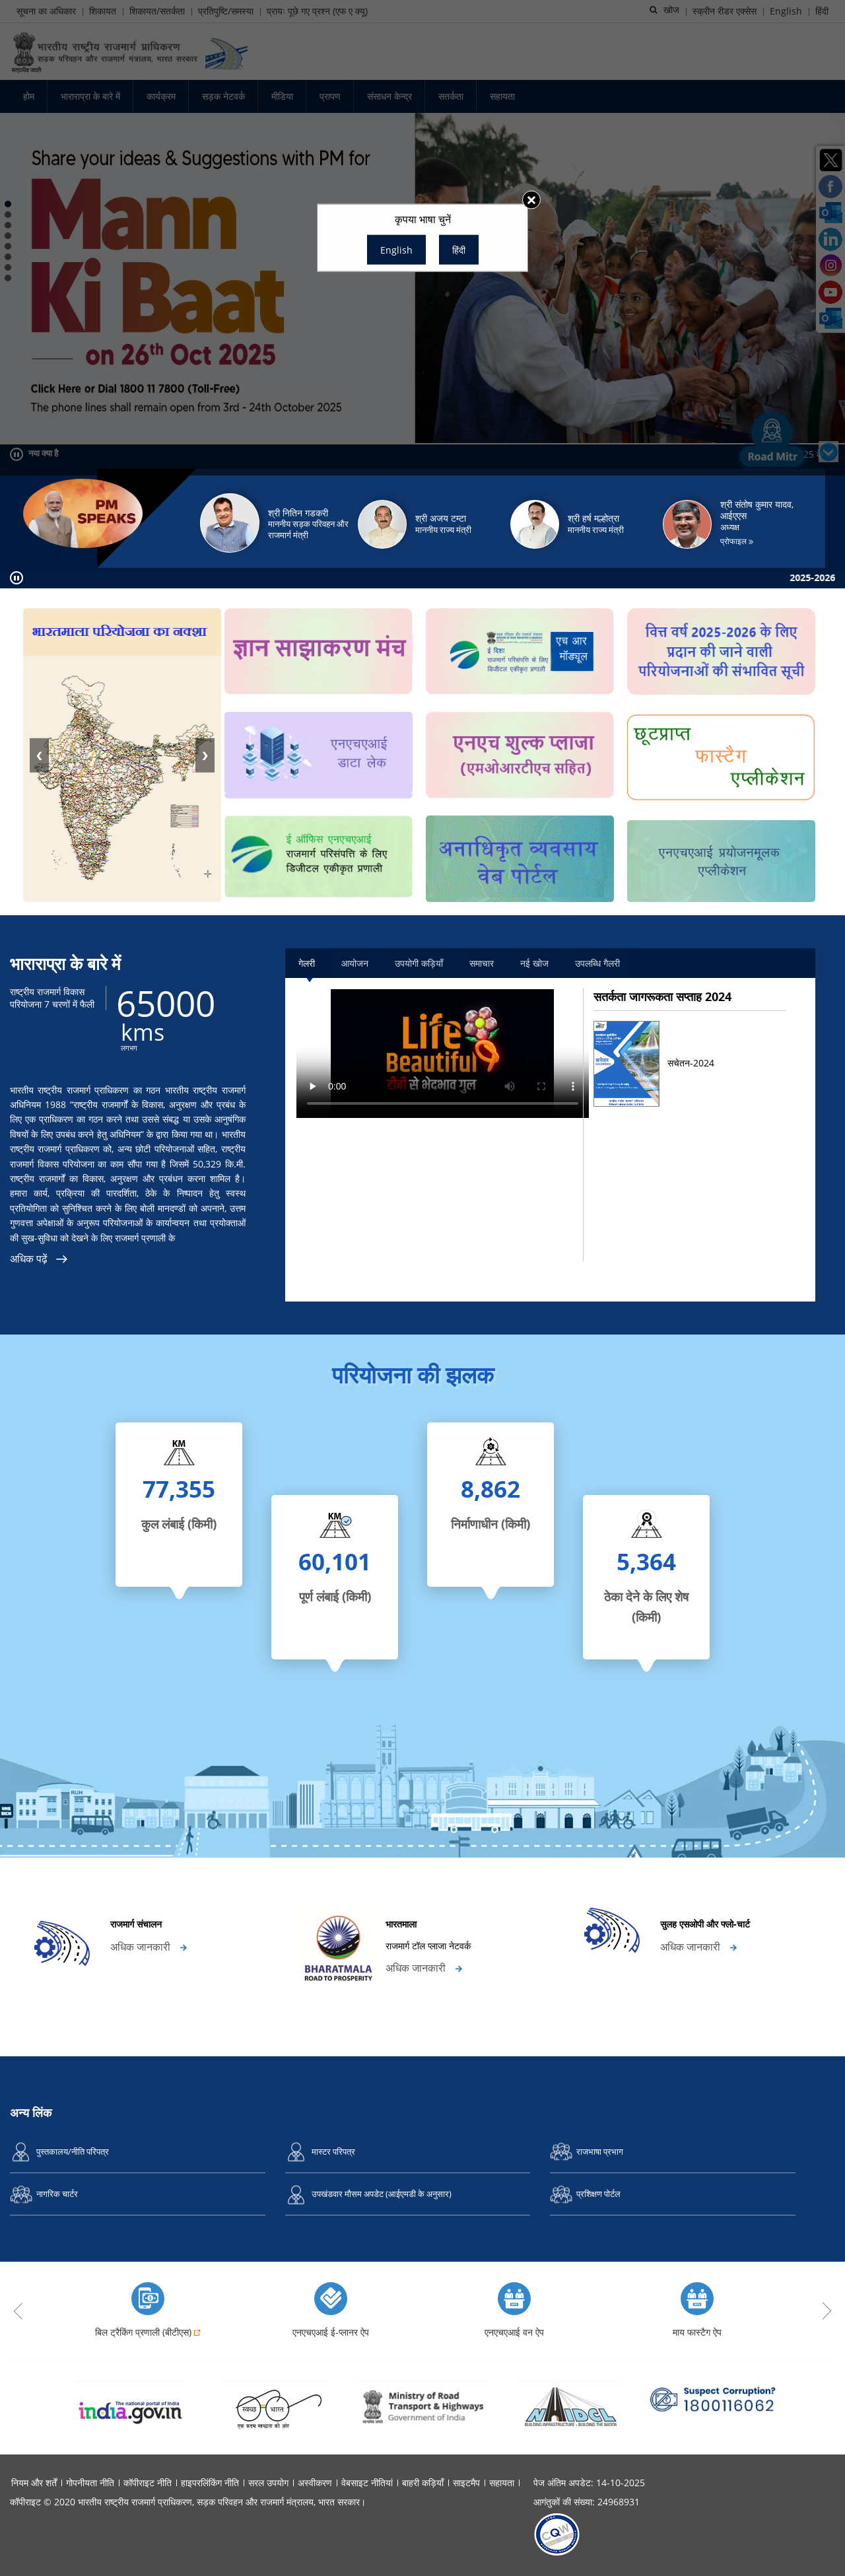 सूचना का अधिकार | शिकायत | शिकायत/सतर्कता | प्रतिपुष्टि/समस्या | प्रायः पूछे गए प्रश्न (एफ ए क्यू)
खोज | स्क्रीन रीडर एक्सेस | English | हिंदी
भारतीय राष्ट्रीय राजमार्ग प्राधिकरण
सड़क परिवहन और राजमार्ग मंत्रालय, भारत सरकार
सत्यमेव जयते
होम भाराराप्रा के बारे में कार्यक्रम सड़क नेटवर्क मीडिया प्रापण संसाधन केन्द्र सतर्कता सहायता
Share your ideas & Suggestions with PM for
Mann
Ki Baat
on 26th Oct 2025
Click Here or Dial 1800 11 7800 (Toll-Free)
The phone lines shall remain open from 3rd - 24th October 2025
कृपया भाषा चुनें
English
हिंदी
नया क्या है
Road Mitr
PM
SPEAKS
श्री नितिन गडकरी
माननीय सड़क परिवहन और
राजमार्ग मंत्री
श्री अजय टम्टा
माननीय राज्य मंत्री
श्री हर्ष मल्होत्रा
माननीय राज्य मंत्री
श्री संतोष कुमार यादव,
आईएएस
अध्यक्ष
प्रोफाइल »
2025-2026
भारतमाला परियोजना का नक्शा
ज्ञान साझाकरण मंच
ई दिशा
राजमार्ग परिसंपत्ति के लिए
डिजीटल एकीकृत प्रणाली
एच आर
मॉड्यूल
वित्त वर्ष 2025-2026 के लिए
प्रदान की जाने वाली
परियोजनाओं की संभावित सूची
एनएचएआई
डाटा लेक
एनएच शुल्क प्लाजा
(एमओआरटीएच सहित)
छूटप्राप्त
फास्टैग
एप्लीकेशन
ई ऑफिस एनएचएआई
राजमार्ग परिसंपत्ति के लिए
डिजीटल एकीकृत प्रणाली
अनाधिकृत व्यवसाय
वेब पोर्टल
एनएचएआई प्रयोजनमूलक
एप्लीकेशन
भाराराप्रा के बारे में
राष्ट्रीय राजमार्ग विकास
परियोजना 7 चरणों में फैली
65000
kms
लगभग
भारतीय राष्ट्रीय राजमार्ग प्राधिकरण का गठन भारतीय राष्ट्रीय राजमार्ग
अधिनियम 1988 "राष्ट्रीय राजमार्गों के विकास, अनुरक्षण और प्रबंध के
लिए एक प्राधिकरण का गठन करने तथा उससे संबद्ध या उसके आनुषंगिक
विषयों के लिए उपबंध करने हेतु अधिनियम" के द्वारा किया गया था। भारतीय
राष्ट्रीय राजमार्ग प्राधिकरण को, अन्य छोटी परियोजनाओं सहित, राष्ट्रीय
राजमार्ग विकास परियोजना का काम सौंपा गया है जिसमें 50,329 कि.मी.
राष्ट्रीय राजमार्गों का विकास, अनुरक्षण और प्रबंधन करना शामिल है।
हमारा कार्य, प्रक्रिया की पारदर्शिता, ठेके के निष्पादन हेतु स्वस्थ
प्रतियोगिता को सुनिश्चित करने के लिए बोली मानदण्डों को अपनाने, उत्तम
गुणवत्ता अपेक्षाओं के अनुरूप परियोजनाओं के कार्यान्वयन तथा प्रयोक्ताओं
की सुख-सुविधा को देखने के लिए राजमार्ग प्रणाली के
अधिक पढ़ें
गेलरी आयोजन उपयोगी कड़ियाँ समाचार नई खोज उपलब्धि गैलरी
Life
Beautiful
टीबी से भेदभाव गुल
0:00
सतर्कता जागरूकता सप्ताह 2024
सचेतन-2024
परियोजना की झलक
KM
77,355
कुल लंबाई (किमी)
KM
60,101
पूर्ण लंबाई (किमी)
8,862
निर्माणाधीन (किमी)
5,364
ठेका देने के लिए शेष
(किमी)
RUH
राजमार्ग संचालन
अधिक जानकारी
BHARATMALA
ROAD TO PROSPERITY
भारतमाला
राजमार्ग टॉल प्लाजा नेटवर्क
अधिक जानकारी
सुलह एसओपी और फ्लो-चार्ट
अधिक जानकारी
अन्य लिंक
पुस्तकालय/नीति परिपत्र
मास्टर परिपत्र
राजभाषा प्रभाग
नागरिक चार्टर
उपखंडवार मौसम अपडेट (आईएमडी के अनुसार)
प्रशिक्षण पोर्टल
बिल ट्रैकिंग प्रणाली (बीटीएस)
एनएचएआई ई-प्लानर ऐप
एनएचएआई वन ऐप
माय फास्टैग ऐप
The national portal of India
india.gov.in
स्वच्छ भारत
एक कदम स्वच्छता की ओर
Ministry of Road
Transport & Highways
Government of India
NHIDCL
BUILDING INFRASTRUCTURE - BUILDING THE NATION
Suspect Corruption?
1800116062
नियम और शर्तें | गोपनीयता नीति | कॉपीराइट नीति | हाइपरलिंकिंग नीति | सरल उपयोग | अस्वीकरण | वेबसाइट नीतियां | बाहरी कड़ियाँ | साइटमैप | सहायता |
कॉपीराइट © 2020 भारतीय राष्ट्रीय राजमार्ग प्राधिकरण, सड़क परिवहन और राजमार्ग मंत्रालय, भारत सरकार।
पेज अंतिम अपडेट: 14-10-2025
आगंतुकों की संख्या: 24968931
CQW